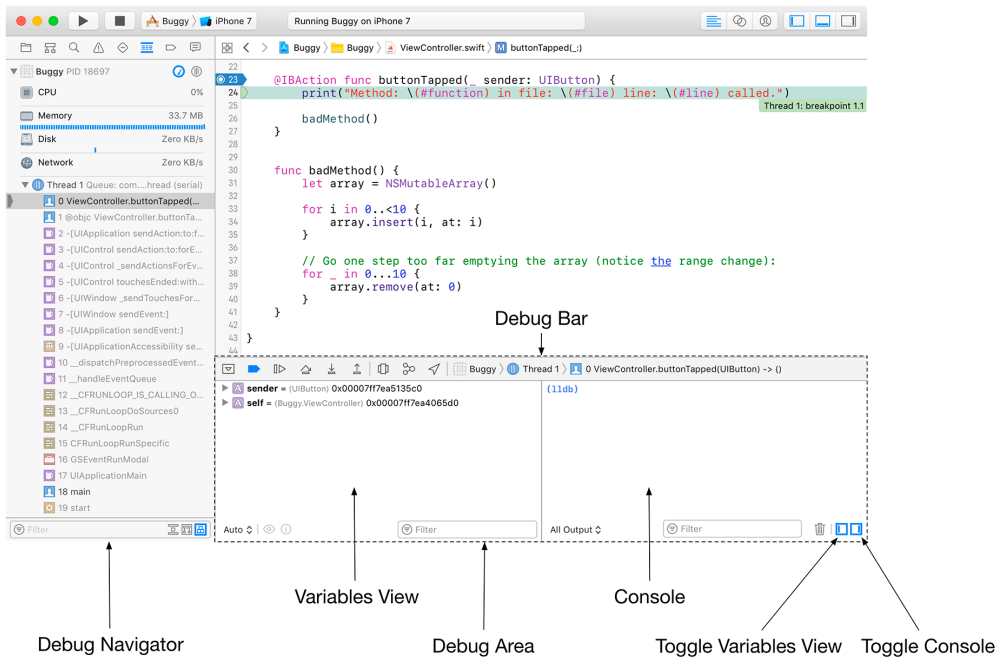 Buggy iPhone 7 Running Buggy on iPhone 7
Buggy Buggy ViewController.swift M buttonTapped(_:)
Buggy PID 18697
CPU 0%
Memory 33.7 MB
Disk Zero KB/s
Network Zero KB/s
Thread 1 Queue: com....hread (serial)
0 ViewController.buttonTapped(...
1 @objc ViewController.buttonTa...
2 -[UIApplication sendAction:to:f...
3 -[UIControl sendAction:to:forE...
4 -[UIControl _sendActionsForEv...
5 -[UIControl touchesEnded:with...
6 -[UIWindow _sendTouchesFor...
7 -[UIWindow sendEvent:]
8 -[UIApplication sendEvent:]
9 -[UIApplicationAccessibility se...
10 __dispatchPreprocessedEvent...
11 __handleEventQueue
12 __CFRUNLOOP_IS_CALLING_O...
13 __CFRunLoopDoSources0
14 __CFRunLoopRun
15 CFRunLoopRunSpecific
16 GSEventRunModal
17 UIApplicationMain
18 main
19 start
Filter
22
23 @IBAction func buttonTapped(_ sender: UIButton) {
24 print("Method: \(#function) in file: \(#file) line: \(#line) called.")
Thread 1: breakpoint 1.1
25
26 badMethod()
27 }
28
29
30 func badMethod() {
31 let array = NSMutableArray()
32
33 for i in 0..<10 {
34 array.insert(i, at: i)
35 }
36
37 // Go one step too far emptying the array (notice the range change):
38 for _ in 0...10 {
39 array.remove(at: 0)
40 }
41 }
42
43 }
44
Debug Bar
Buggy Thread 1 0 ViewController.buttonTapped(UIButton) -> ()
A sender = (UIButton) 0x00007ff7ea5135c0
A self = (Buggy.ViewController) 0x00007ff7ea4065d0
(lldb)
Auto Filter
All Output Filter
Variables View
Console
Debug Navigator
Debug Area
Toggle Variables View
Toggle Console